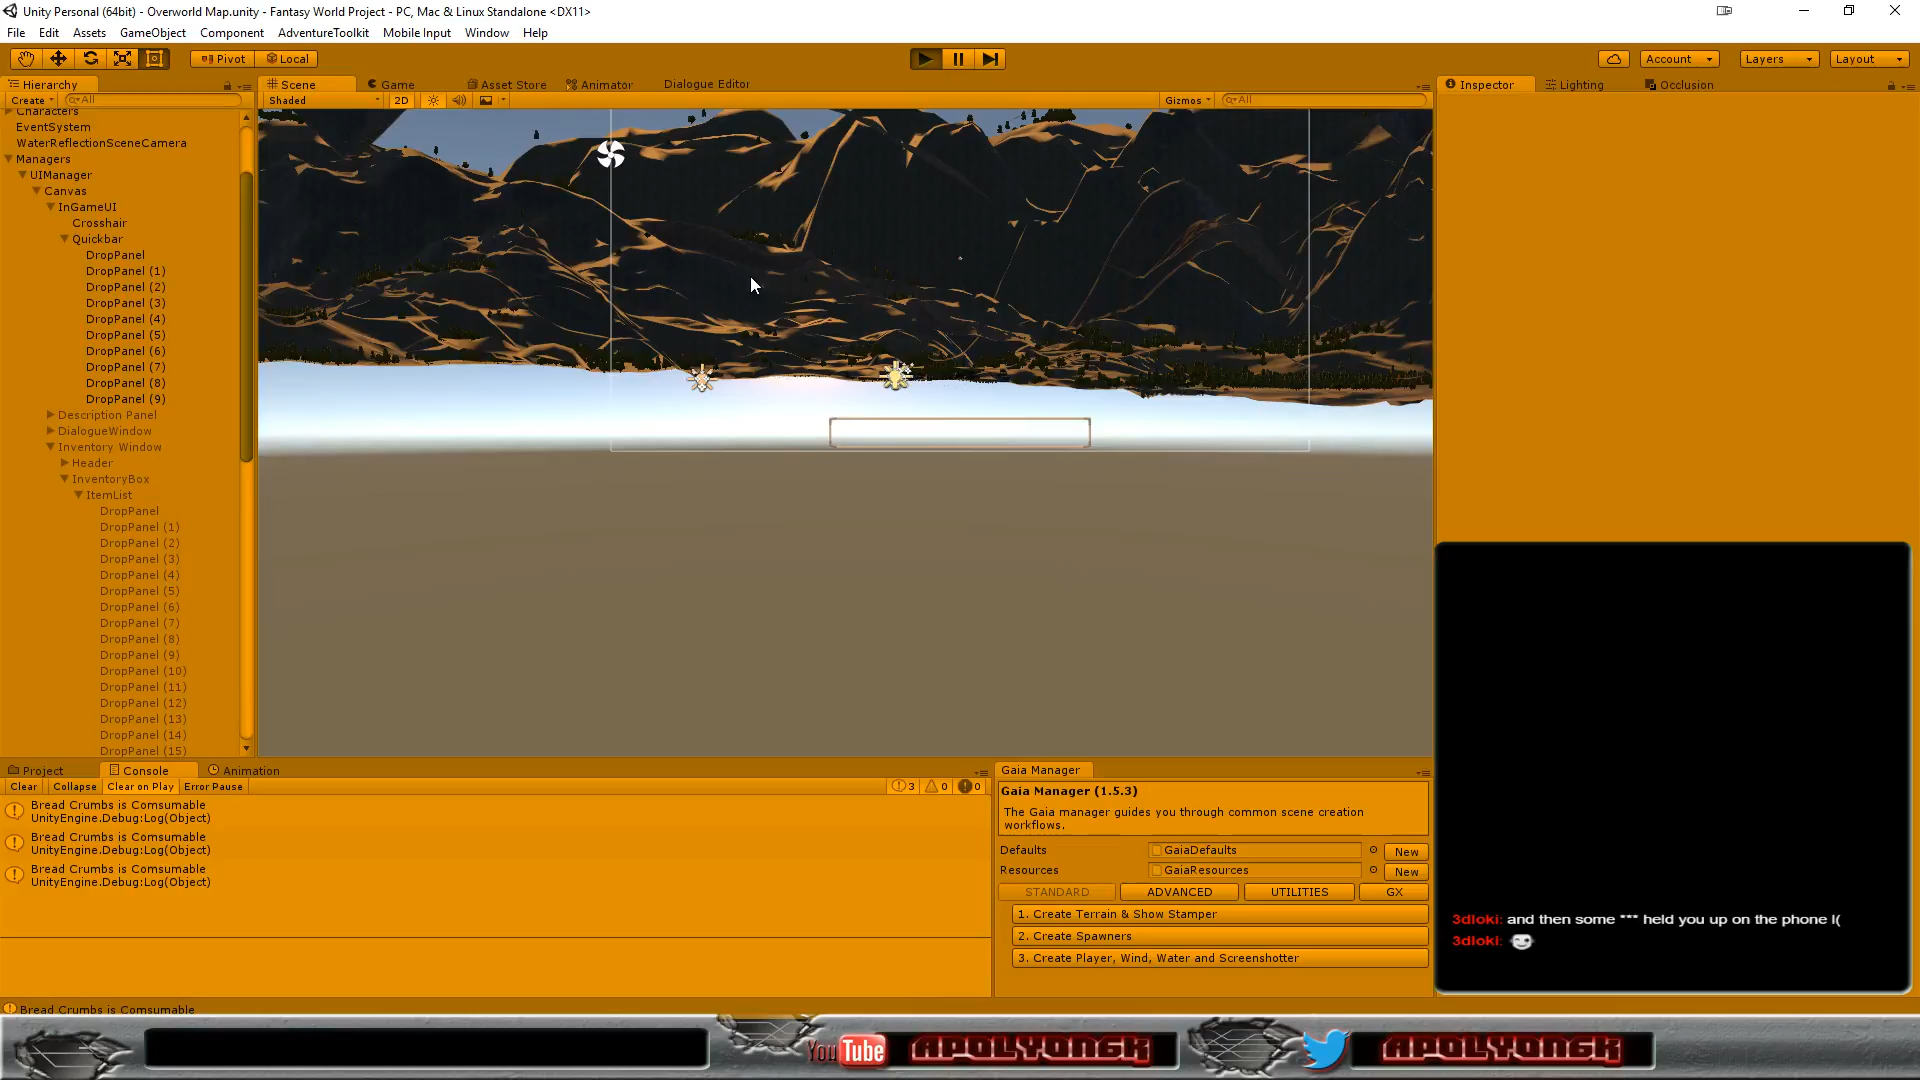 Unity Personal (64bit) - Overworld Map.unity - Fantasy World Project - PC, Mac & Linux Standalone <DX11>
File Edit Assets GameObject Component AdventureToolkit Mobile Input Window Help
Pivot Local Account Layers Layout
Hierarchy
Create All
Characters
EventSystem
WaterReflectionSceneCamera
Managers
UIManager
Canvas
InGameUI
Crosshair
Quickbar
DropPanel
DropPanel (1)
DropPanel (2)
DropPanel (3)
DropPanel (4)
DropPanel (5)
DropPanel (6)
DropPanel (7)
DropPanel (8)
DropPanel (9)
Description Panel
DialogueWindow
Inventory Window
Header
InventoryBox
ItemList
DropPanel
DropPanel (1)
DropPanel (2)
DropPanel (3)
DropPanel (4)
DropPanel (5)
DropPanel (6)
DropPanel (7)
DropPanel (8)
DropPanel (9)
DropPanel (10)
DropPanel (11)
DropPanel (12)
DropPanel (13)
DropPanel (14)
DropPanel (15)
Scene Game Asset Store Animator Dialogue Editor
Shaded 2D Gizmos All
Inspector Lighting Occlusion
Project Console Animation
Clear Collapse Clear on Play Error Pause 3 0 0
Bread Crumbs is Comsumable
UnityEngine.Debug:Log(Object)
Bread Crumbs is Comsumable
UnityEngine.Debug:Log(Object)
Bread Crumbs is Comsumable
UnityEngine.Debug:Log(Object)
Bread Crumbs is Comsumable
Gaia Manager
Gaia Manager (1.5.3)
The Gaia manager guides you through common scene creation
workflows.
Defaults GaiaDefaults New
Resources GaiaResources New
STANDARD ADVANCED UTILITIES GX
1. Create Terrain & Show Stamper
2. Create Spawners
3. Create Player, Wind, Water and Screenshotter
3dloki: and then some *** held you up on the phone l(
3dloki:
YouTube APOLYONGK APOLYONGK